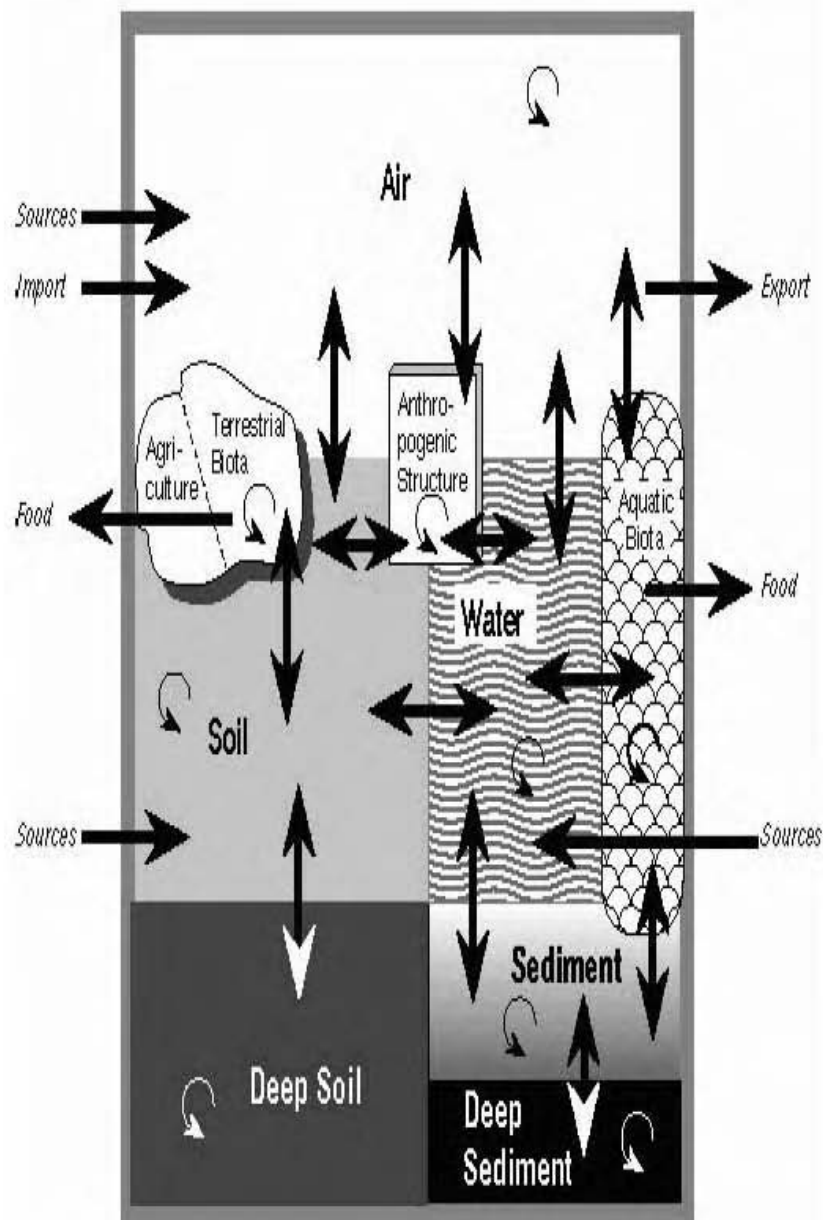 Air
Sources
Import
Export
Agri-
culture
Terrestrial
Biota
Anthro-
pogenic
Structure
Aquatic
Biota
Food
Food
Water
Soil
Sources
Sources
Sediment
Deep Soil
Deep
Sediment